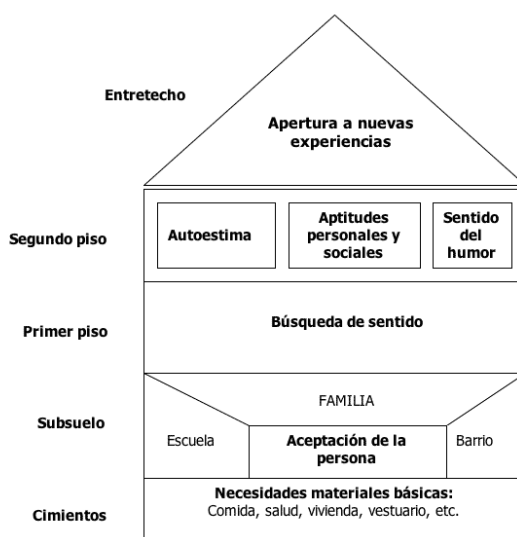 Entretecho
Apertura a nuevas
experiencias
Segundo piso
Autoestima
Aptitudes
personales y
sociales
Sentido
del
humor
Primer piso
Búsqueda de sentido
Subsuelo
FAMILIA
Escuela
Aceptación de la
persona
Barrio
Cimientos
Necesidades materiales básicas:
Comida, salud, vivienda, vestuario, etc.